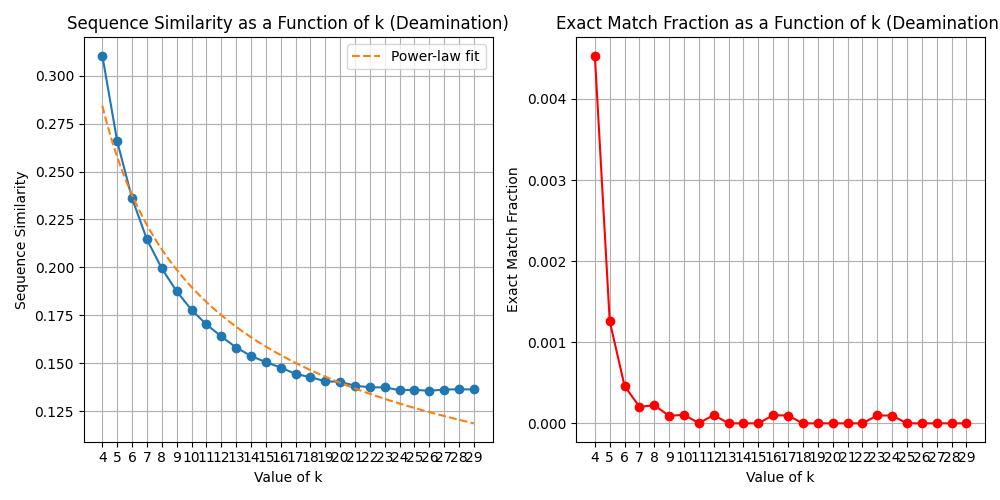 Sequence Similarity as a Function of k (Deamination)
Power-law fit
0.300
0.275
0.250
0.225
0.200
0.175
0.150
0.125
Sequence Similarity
4 5 6 7 8 9 10 11 12 13 14 15 16 17 18 19 20 21 22 23 24 25 26 27 28 29
Value of k
Exact Match Fraction as a Function of k (Deamination
0.004
0.003
0.002
0.001
0.000
Exact Match Fraction
4 5 6 7 8 9 10 11 12 13 14 15 16 17 18 19 20 21 22 23 24 25 26 27 28 29
Value of k